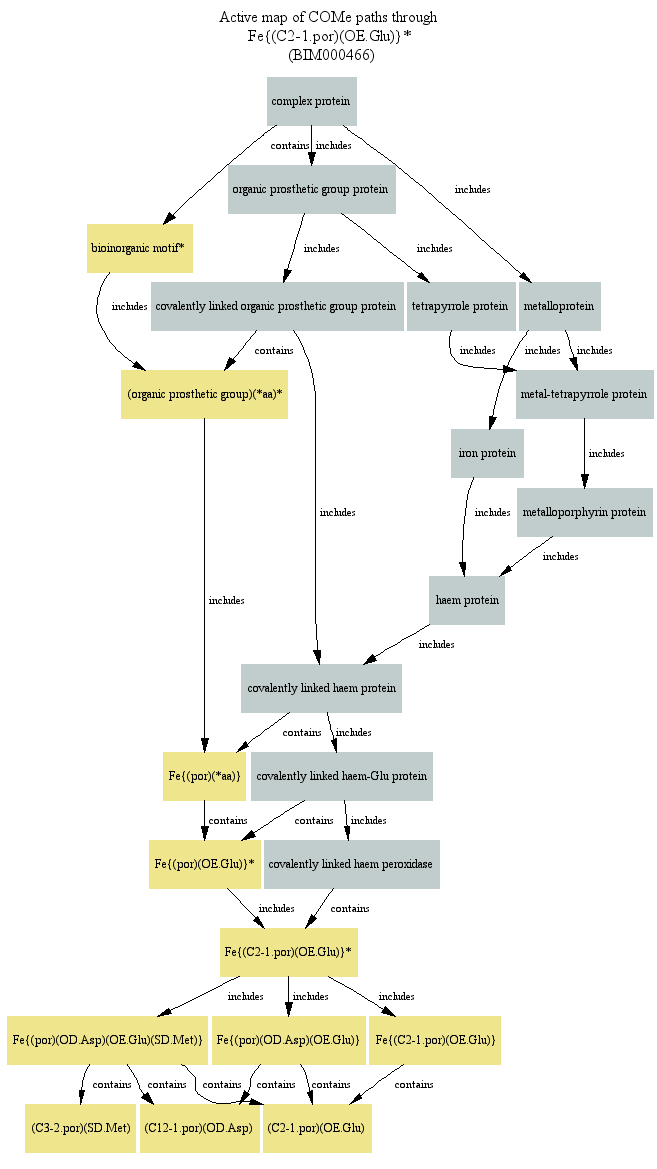 Active map of COMe paths through
Fe{(C2-1.por)(OE.Glu)}*
(BIM000466)
complex protein
contains includes
includes
organic prosthetic group protein
bioinorganic motif*
includes includes
includes
covalently linked organic prosthetic group protein tetrapyrrole protein metalloprotein
contains includes includes includes
(organic prosthetic group)(*aa)* metal-tetrapyrrole protein
iron protein
includes
includes includes
metalloporphyrin protein
includes
haem protein
includes
includes
covalently linked haem protein
contains includes
Fe{(por)(*aa)} covalently linked haem-Glu protein
contains contains includes
Fe{(por)(OE.Glu)}* covalently linked haem peroxidase
includes contains
Fe{(C2-1.por)(OE.Glu)}*
includes includes includes
Fe{(por)(OD.Asp)(OE.Glu)(SD.Met)} Fe{(por)(OD.Asp)(OE.Glu)} Fe{(C2-1.por)(OE.Glu)}
contains contains contains contains contains contains
(C3-2.por)(SD.Met) (C12-1.por)(OD.Asp) (C2-1.por)(OE.Glu)